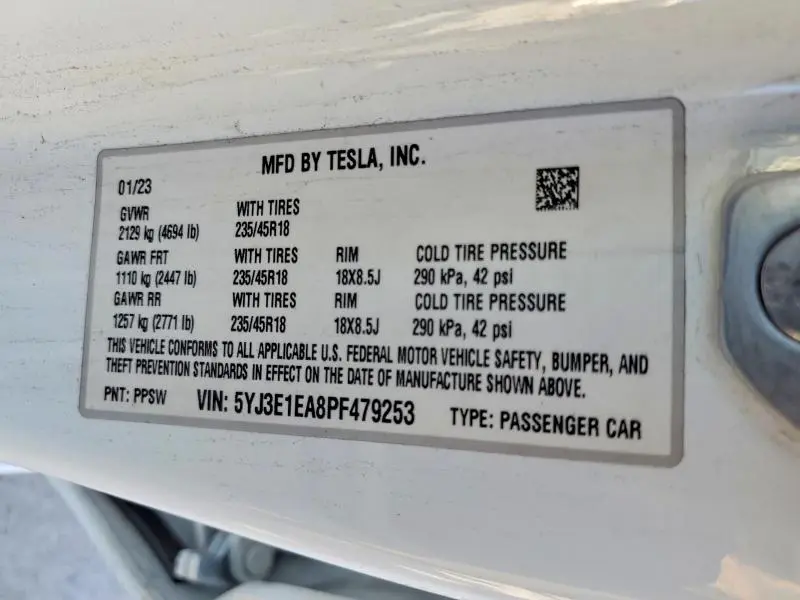 MFD BY TESLA, INC.
01/23
GVWR WITH TIRES
2129 kg (4694 lb) 235/45R18
GAWR FRT WITH TIRES RIM COLD TIRE PRESSURE
1110 kg (2447 lb) 235/45R18 18X8.5J 290 kPa, 42 psi
GAWR RR WITH TIRES RIM COLD TIRE PRESSURE
1257 kg (2771 lb) 235/45R18 18X8.5J 290 kPa, 42 psi
THIS VEHICLE CONFORMS TO ALL APPLICABLE U.S. FEDERAL MOTOR VEHICLE SAFETY, BUMPER, AND
THEFT PREVENTION STANDARDS IN EFFECT ON THE DATE OF MANUFACTURE SHOWN ABOVE.
PNT: PPSW VIN: 5YJ3E1EA8PF479253 TYPE: PASSENGER CAR